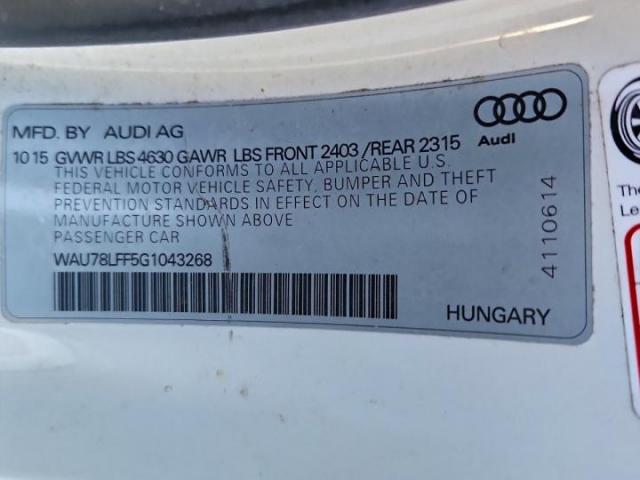 MFD. BY AUDI AG
10 15 GVWR LBS 4630 GAWR LBS FRONT 2403 / REAR 2315
THIS VEHICLE CONFORMS TO ALL APPLICABLE U.S.
FEDERAL MOTOR VEHICLE SAFETY, BUMPER AND THEFT
PREVENTION STANDARDS IN EFFECT ON THE DATE OF
MANUFACTURE SHOWN ABOVE
PASSENGER CAR
WAU78LFF5G1043268
Audi
4110614
HUNGARY
Th
Le